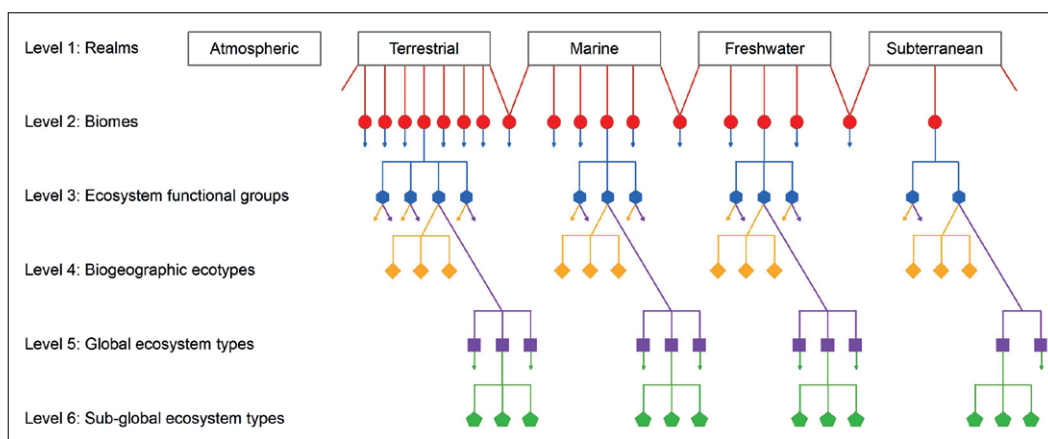 Level 1: Realms
Atmospheric
Terrestrial
Marine
Freshwater
Subterranean
Level 2: Biomes
Level 3: Ecosystem functional groups
Level 4: Biogeographic ecotypes
Level 5: Global ecosystem types
Level 6: Sub-global ecosystem types